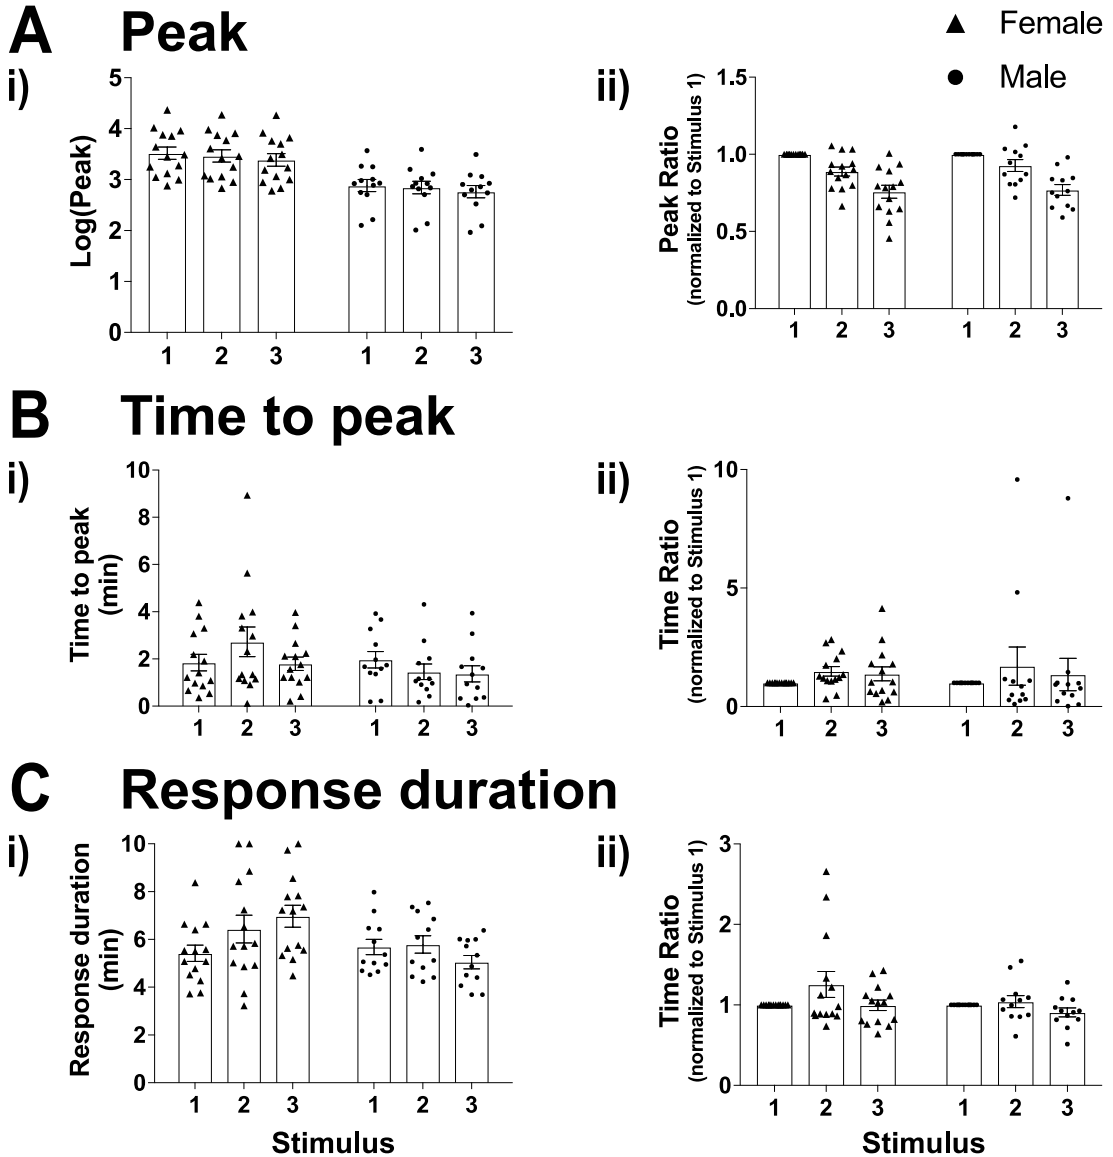 A Peak
Female
Male
i)
Log(Peak)
5
4
3
2
1
0
1 2 3 1 2 3
ii)
Peak Ratio
(normalized to Stimulus 1)
1.5
1.0
0.5
0.0
1 2 3 1 2 3
B Time to peak
i)
Time to peak
(min)
10
8
6
4
2
0
1 2 3 1 2 3
ii)
Time Ratio
(normalized to Stimulus 1)
10
5
0
1 2 3 1 2 3
C Response duration
i)
Response duration
(min)
10
8
6
4
2
0
1 2 3 1 2 3
Stimulus
ii)
Time Ratio
(normalized to Stimulus 1)
3
2
1
0
1 2 3 1 2 3
Stimulus